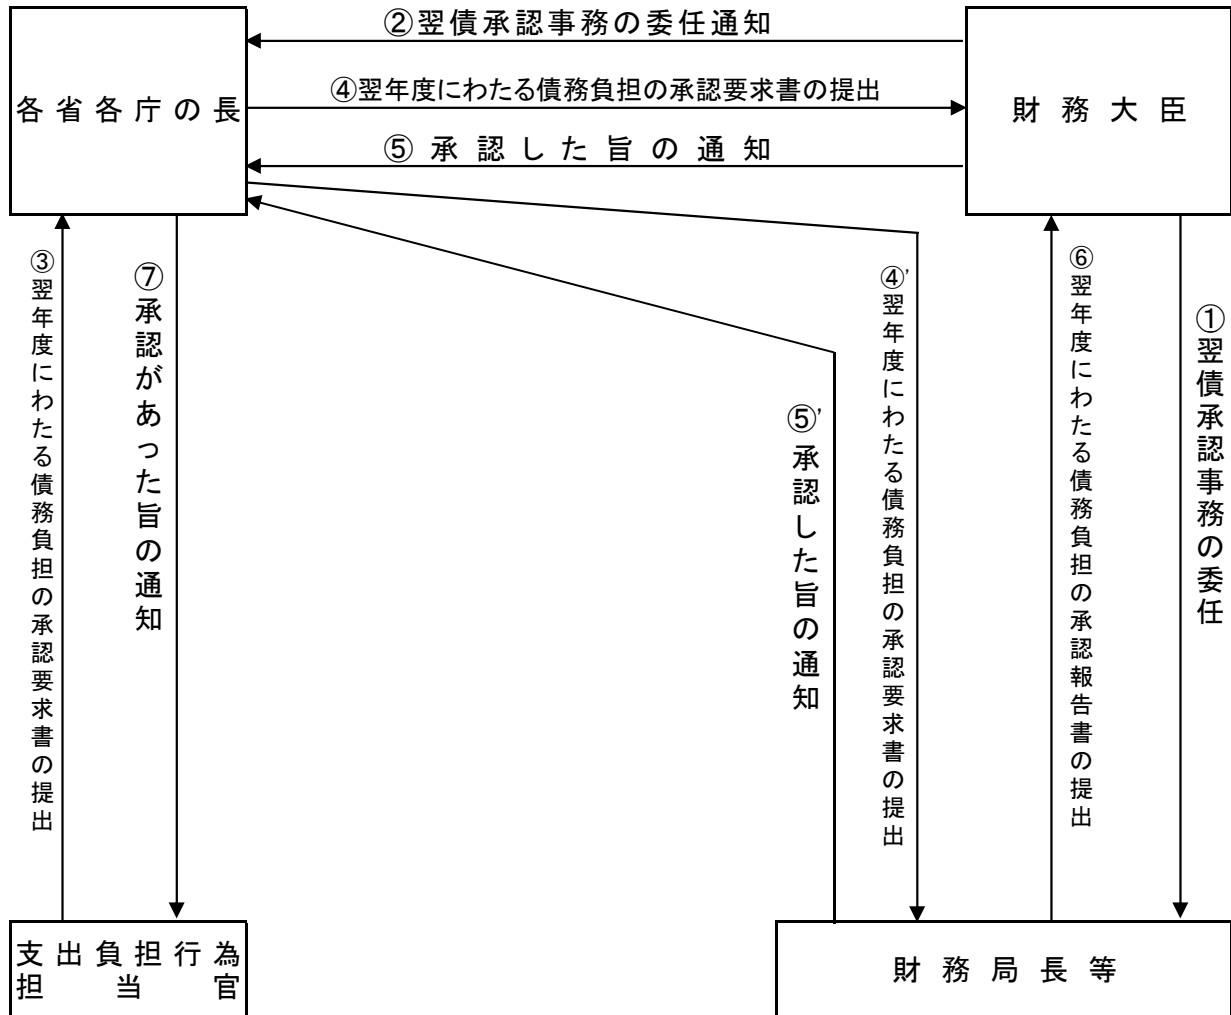 ②翌債承認事務の委任通知
各省各庁の長
④翌年度にわたる債務負担の承認要求書の提出
財務大臣
⑤承認した旨の通知
③翌年度にわたる債務負担の承認要求書の提出
⑦承認があった旨の通知
⑤’承認した旨の通知
④’翌年度にわたる債務負担の承認要求書の提出
⑥翌年度にわたる債務負担の承認報告書の提出
①翌債承認事務の委任
支出負担行為
担当官
財務局長等